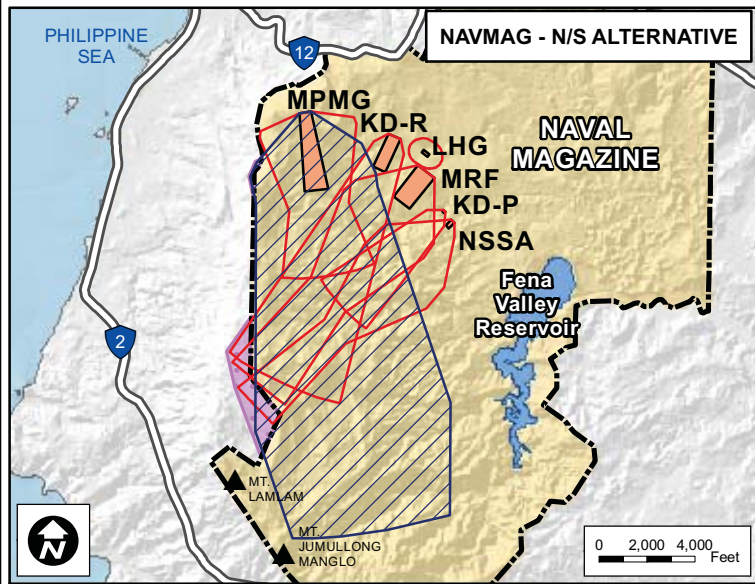 PHILIPPINE
SEA
12
NAVMAG - N/S ALTERNATIVE
MPMG
KD-R
LHG
NAVAL
MAGAZINE
MRF
KD-P
NSSA
Fena
Valley
Reservoir
2
MT.
LAMLAM
MT.
JUMULLONG
MANGLO
N
0 2,000 4,000
Feet